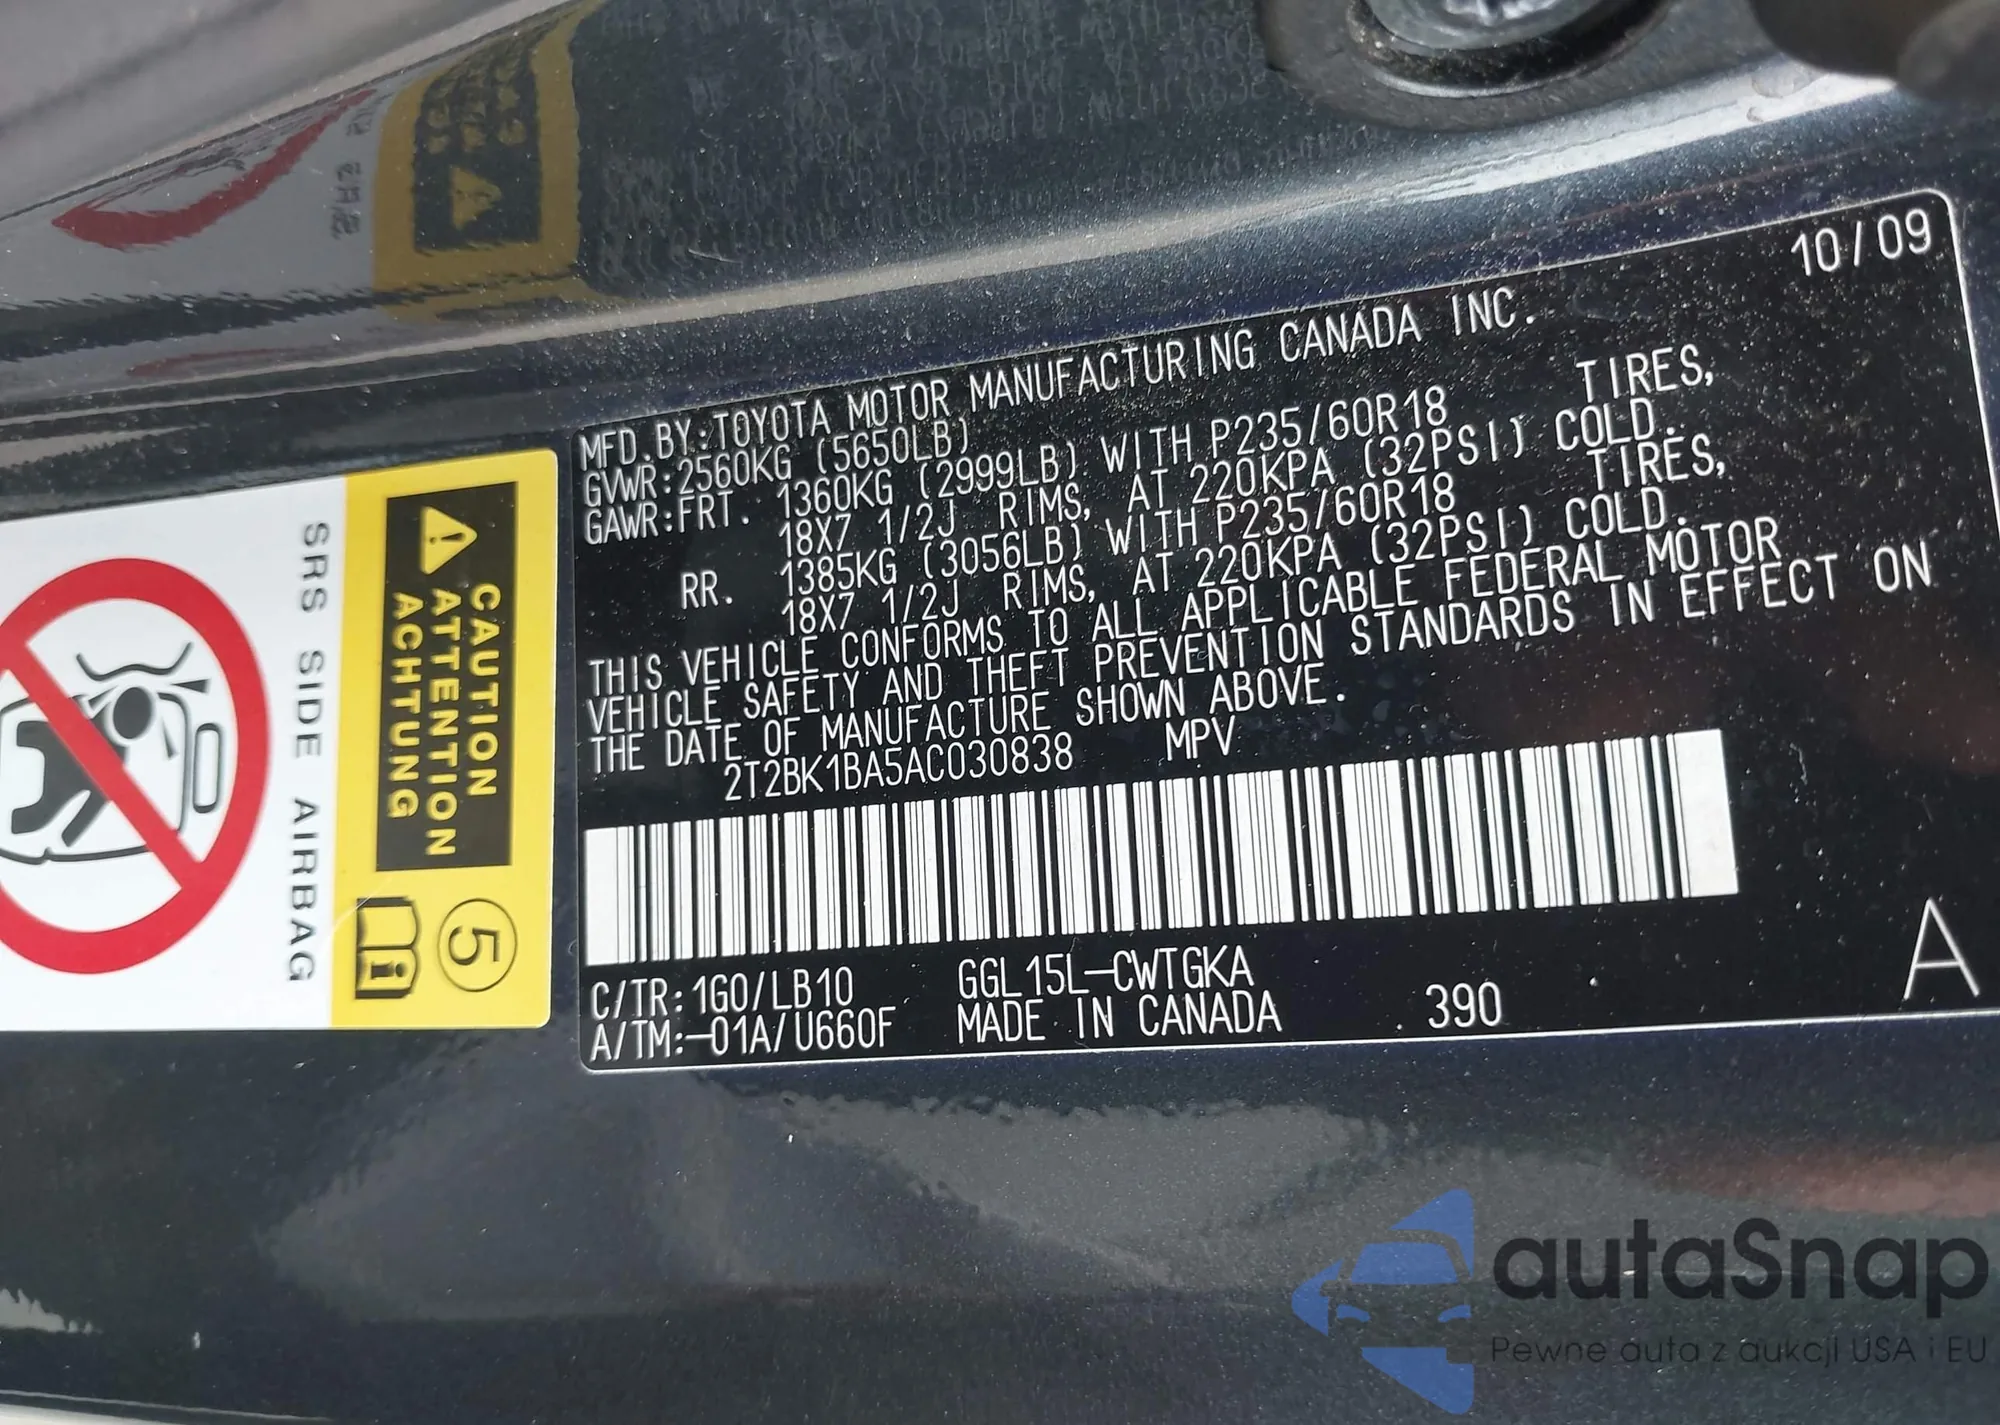 10/09
MFD.BY:TOYOTA MOTOR MANUFACTURING CANADA INC.
GVWR:2560KG (5650LB)
GAWR:FRT. 1360KG (2999LB) WITH P235/60R18 TIRES,
18X7 1/2J RIMS, AT 220KPA (32PSI) COLD.
RR. 1385KG (3056LB) WITH P235/60R18 TIRES,
18X7 1/2J RIMS, AT 220KPA (32PSI) COLD.
THIS VEHICLE CONFORMS TO ALL APPLICABLE FEDERAL MOTOR
VEHICLE SAFETY AND THEFT PREVENTION STANDARDS IN EFFECT ON
THE DATE OF MANUFACTURE SHOWN ABOVE.
2T2BK1BA5AC030838 MPV
C/TR:1G0/LB10 GGL15L-CWTGKA
A/TM:-01A/U660F MADE IN CANADA 390
A
CAUTION
ATTENTION
ACHTUNG
5
i
SRS SIDE AIRBAG
autaSnap
Pewne auta z aukcji USA i EU